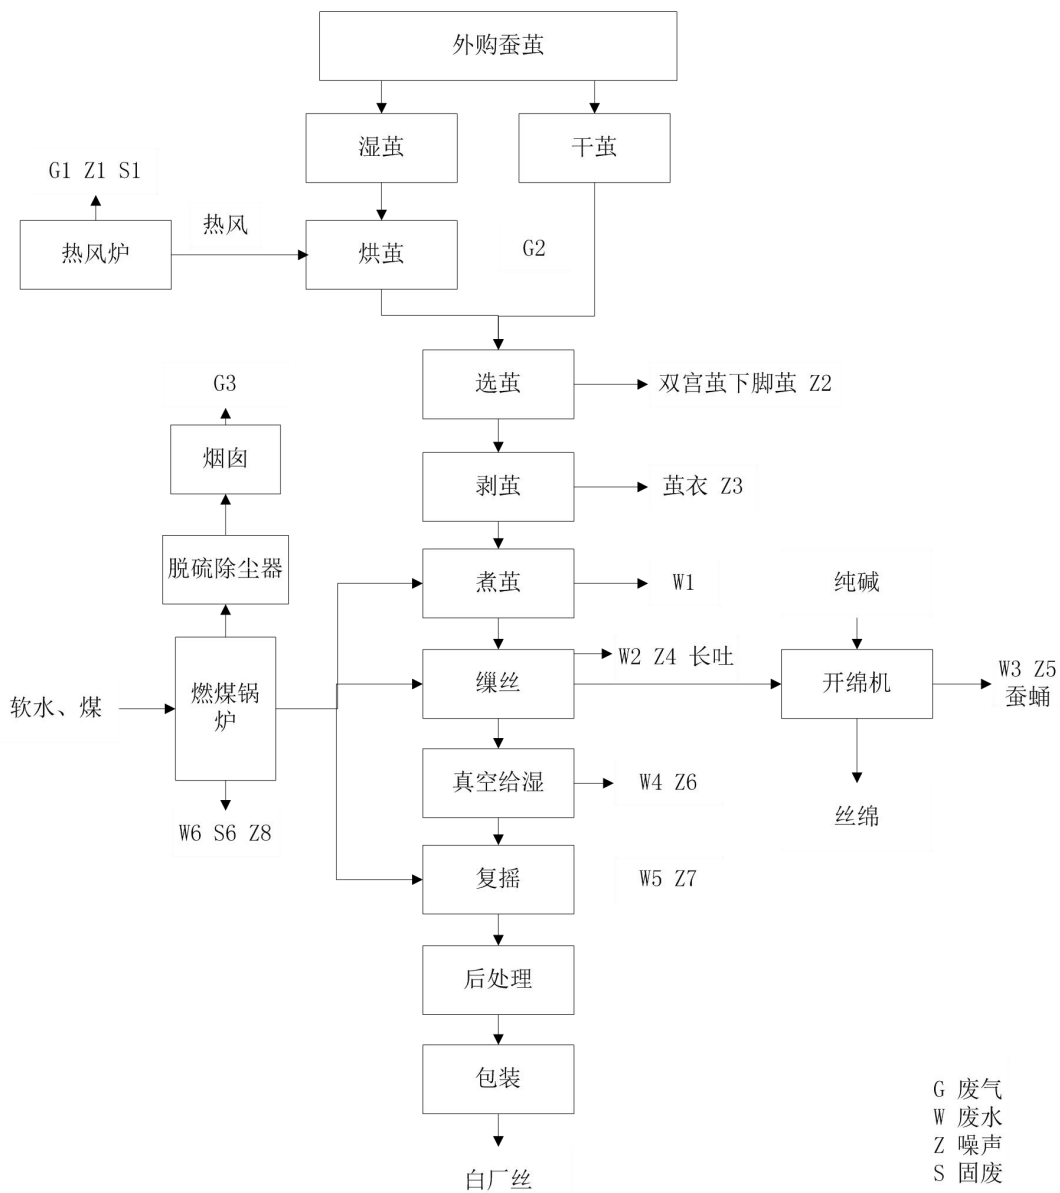 外购蚕茧
湿茧
干茧
G1 Z1 S1
热风
热风炉
烘茧
G2
选茧
双宫茧下脚茧 Z2
G3
烟囱
剥茧
茧衣 Z3
脱硫除尘器
煮茧
W1
纯碱
软水、煤
燃煤锅
炉
缫丝
W2 Z4 长吐
开绵机
W3 Z5
蚕蛹
真空给湿
W4 Z6
丝绵
W6 S6 Z8
复摇
W5 Z7
后处理
包装
白厂丝
G 废气
W 废水
Z 噪声
S 固废